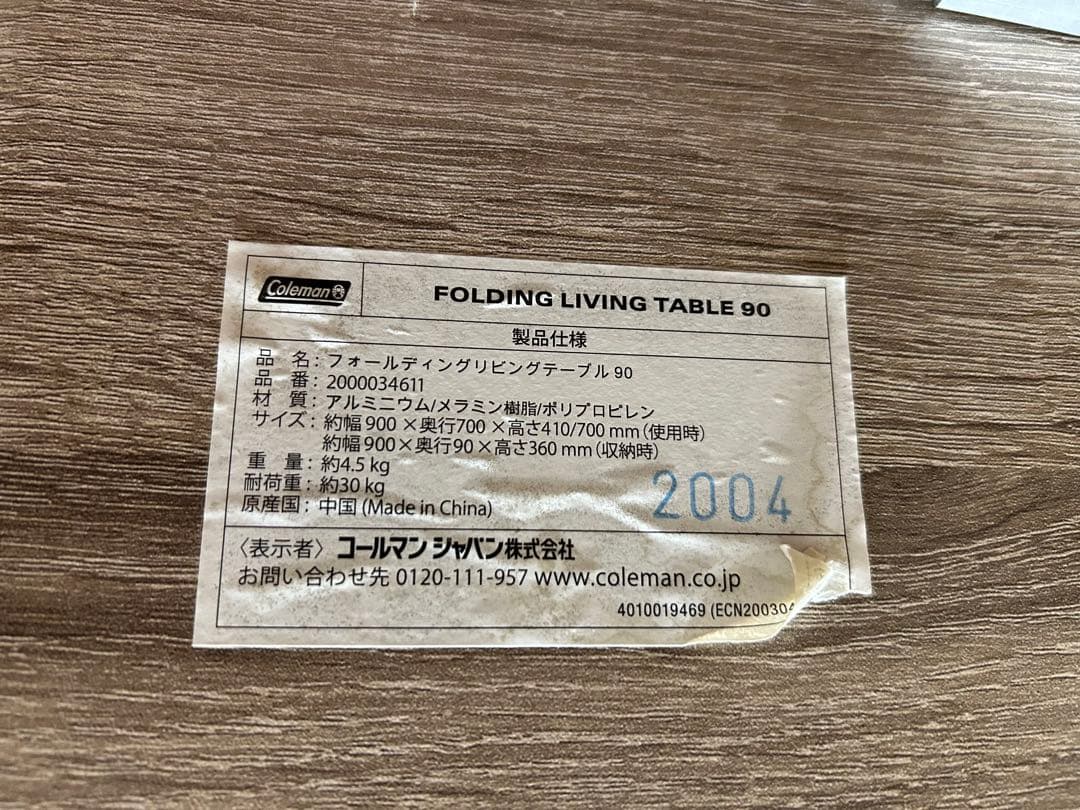 Coleman
FOLDING LIVING TABLE 90
製品仕様
品 名：フォールディングリビングテーブル 90
品 番：2000034611
材 質：アルミニウム/メラミン樹脂/ポリプロピレン
サイズ：約幅900×奥行700×高さ410/700 mm（使用時）
約幅900×奥行90×高さ360 mm（収納時）
重 量：約4.5 kg
耐荷重：約30 kg
原産国：中国 (Made in China)
2004
〈表示者〉コールマン ジャパン株式会社
お問い合わせ先 0120-111-957 www.coleman.co.jp
4010019469 (ECN200304